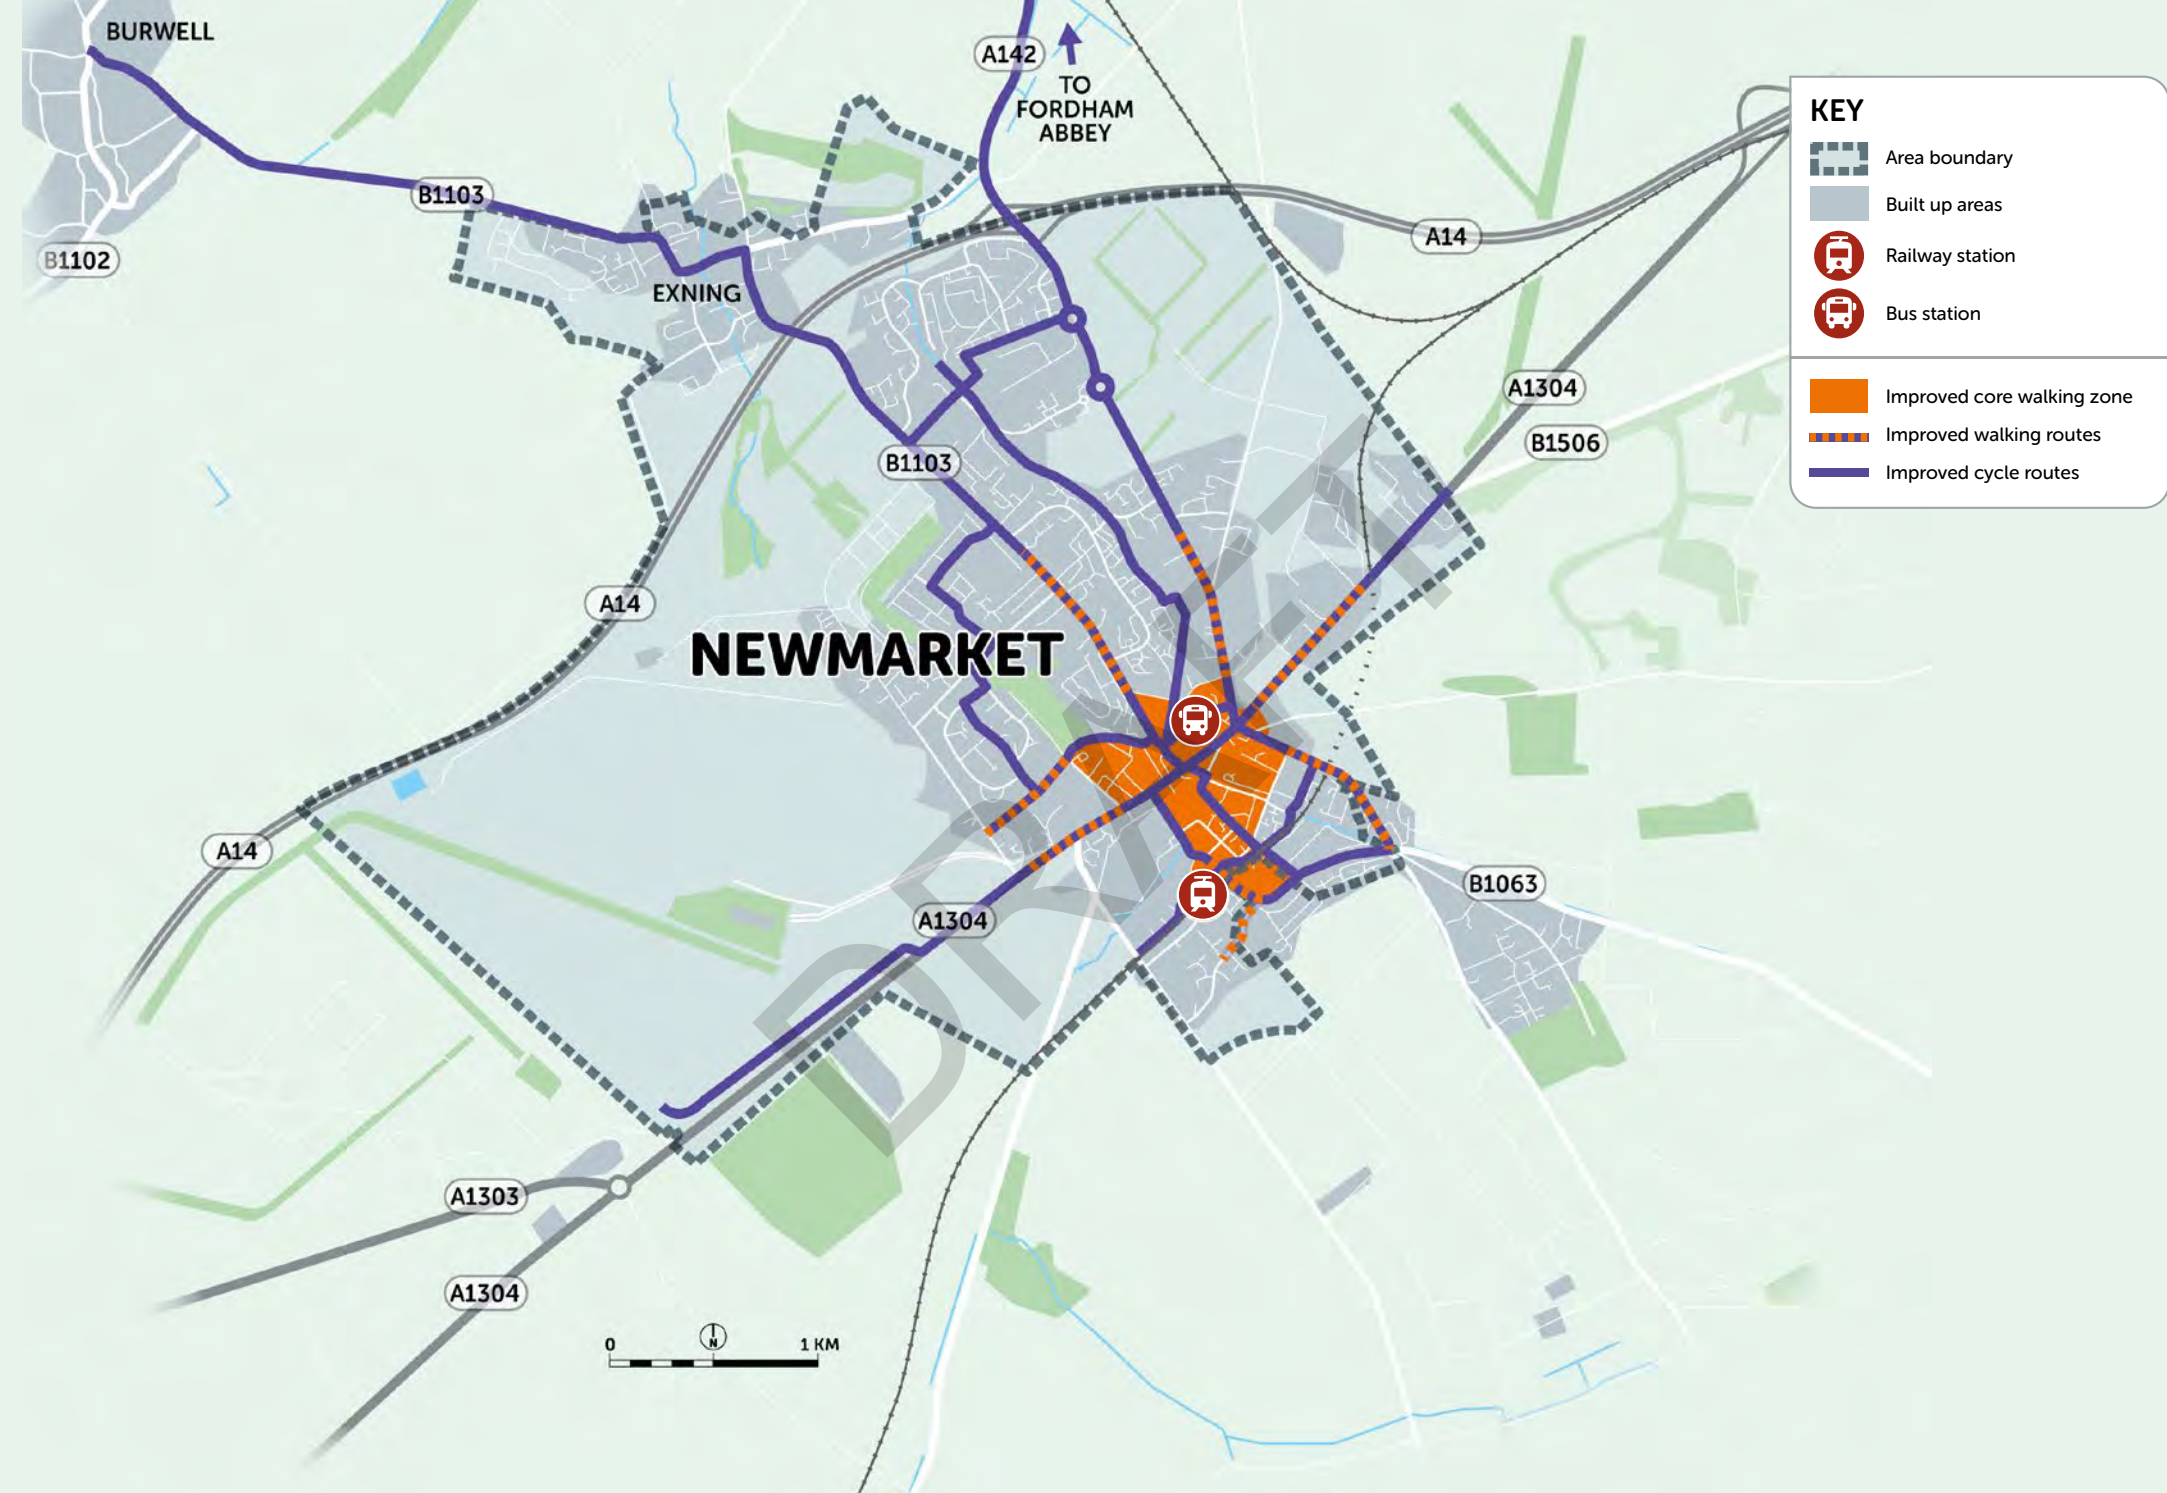 BURWELL
A142
TO
FORDHAM
ABBEY
B1103
B1102
EXNING
A14
A1304
B1506
B1103
A14
NEWMARKET
A14
A1304
B1063
A1303
A1304
0
N
1 KM
KEY
Area boundary
Built up areas
Railway station
Bus station
Improved core walking zone
Improved walking routes
Improved cycle routes
DRAFT